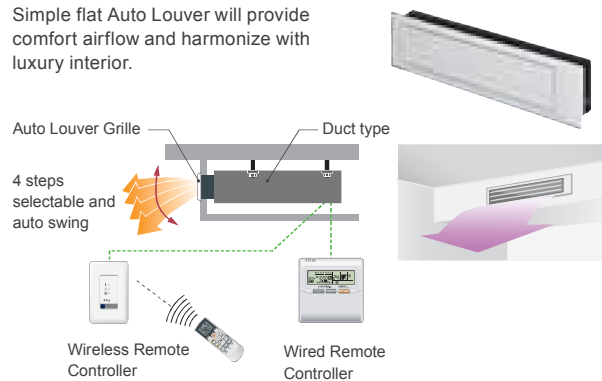 Simple flat Auto Louver will provide
comfort airflow and harmonize with
luxury interior.
Auto Louver Grille
Duct type
4 steps
selectable and
auto swing
Wireless Remote
Controller
Wired Remote
Controller